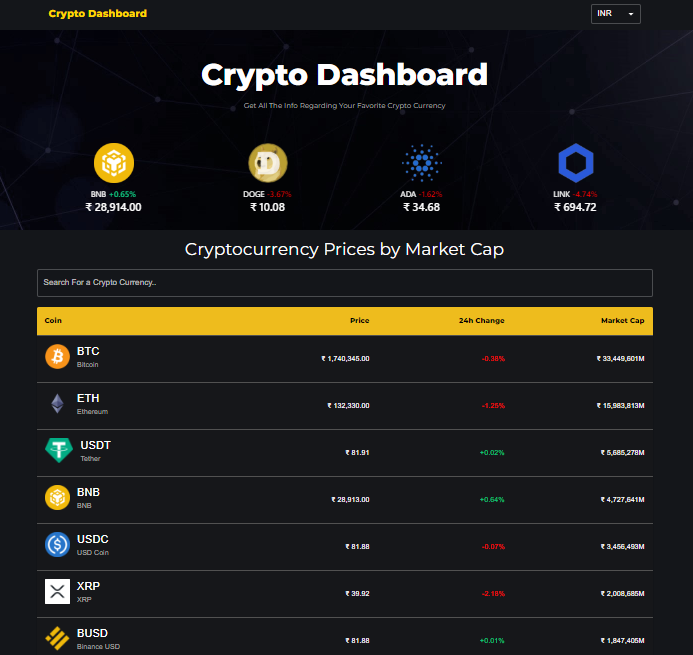 Crypto Dashboard
INR
Crypto Dashboard
Get All The Info Regarding Your Favorite Crypto Currency
BNB +0.65%
₹ 28,914.00
DOGE -3.67%
₹ 10.08
ADA -1.62%
₹ 34.68
LINK -4.74%
₹ 694.72
Cryptocurrency Prices by Market Cap
Search For a Crypto Currency..
Coin Price 24h Change Market Cap
BTC
Bitcoin
₹ 1,740,345.00 -0.38% ₹ 33,449,601M
ETH
Ethereum
₹ 132,330.00 -1.25% ₹ 15,983,813M
USDT
Tether
₹ 81.91 +0.02% ₹ 5,685,278M
BNB
BNB
₹ 28,913.00 +0.64% ₹ 4,727,641M
USDC
USD Coin
₹ 81.88 -0.07% ₹ 3,456,493M
XRP
XRP
₹ 39.92 -2.18% ₹ 2,008,685M
BUSD
Binance USD
₹ 81.88 +0.01% ₹ 1,847,405M